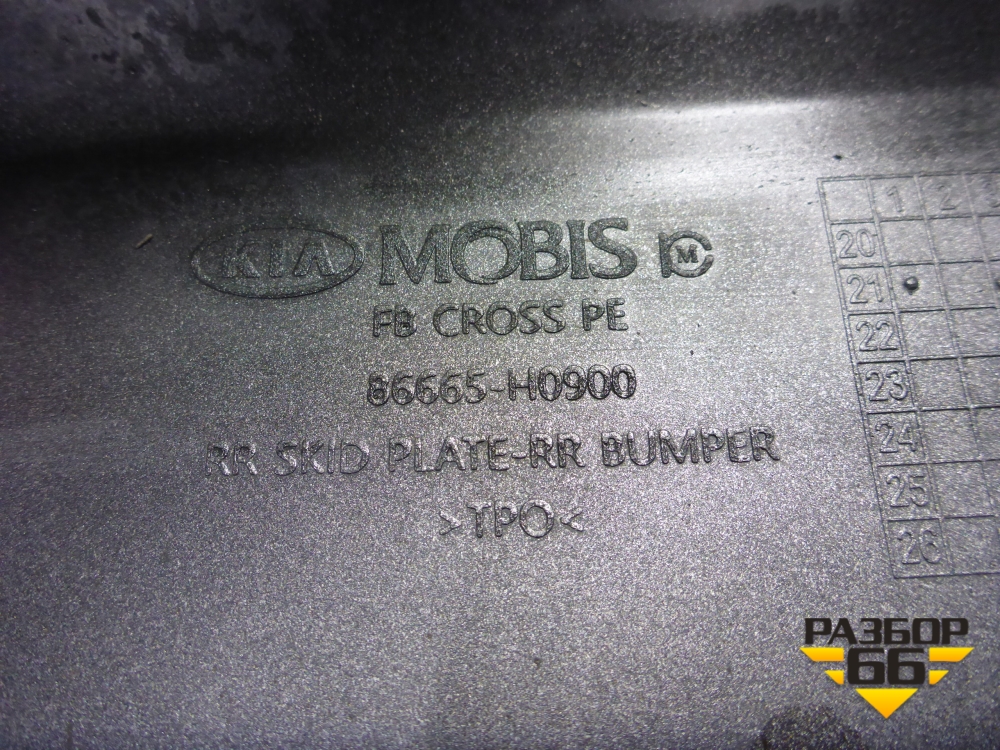 KIA MOBIS
FB CROSS PE
86665-H0900
RR SKID PLATE-RR BUMPER
>TPO<
1 2
20
21
22
23
24
25
26
РАЗБОР
66